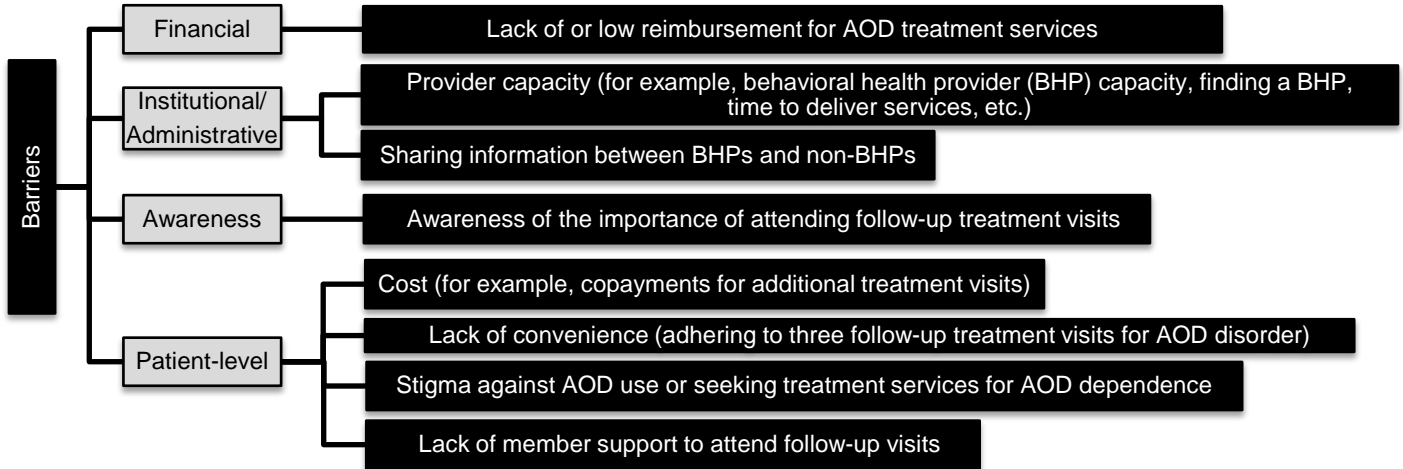 Barriers
Financial
Lack of or low reimbursement for AOD treatment services
Institutional/
Administrative
Provider capacity (for example, behavioral health provider (BHP) capacity, finding a BHP,
time to deliver services, etc.)
Sharing information between BHPs and non-BHPs
Awareness
Awareness of the importance of attending follow-up treatment visits
Patient-level
Cost (for example, copayments for additional treatment visits)
Lack of convenience (adhering to three follow-up treatment visits for AOD disorder)
Stigma against AOD use or seeking treatment services for AOD dependence
Lack of member support to attend follow-up visits